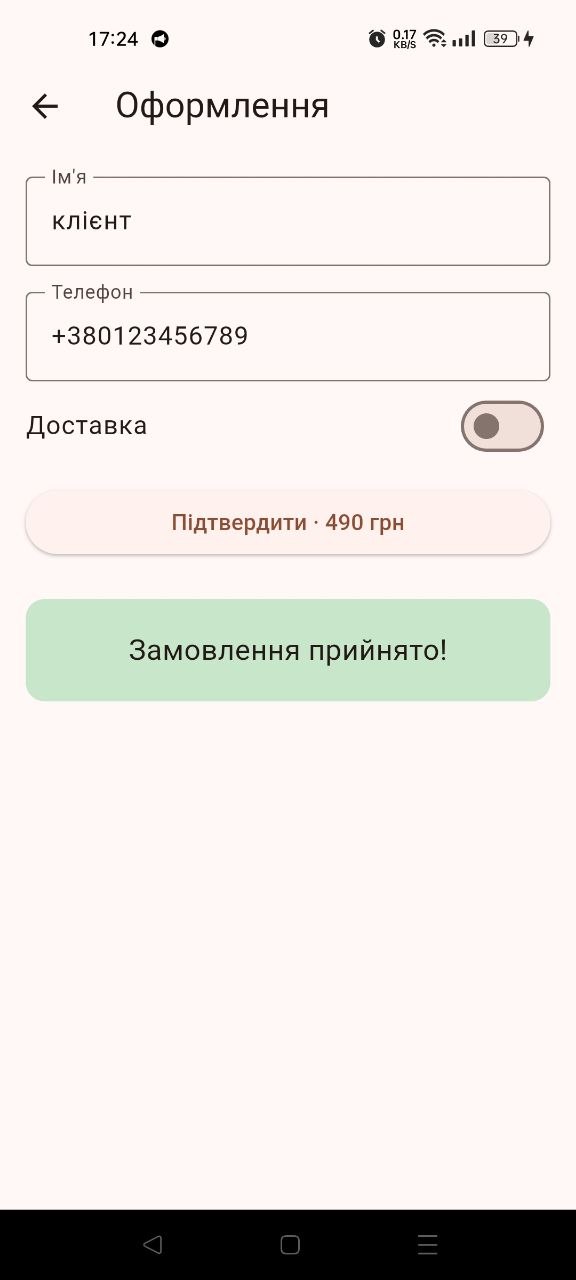 17:24 0.17 KB/S 39
Оформлення
Ім'я
клієнт
Телефон
+380123456789
Доставка
Підтвердити · 490 грн
Замовлення прийнято!